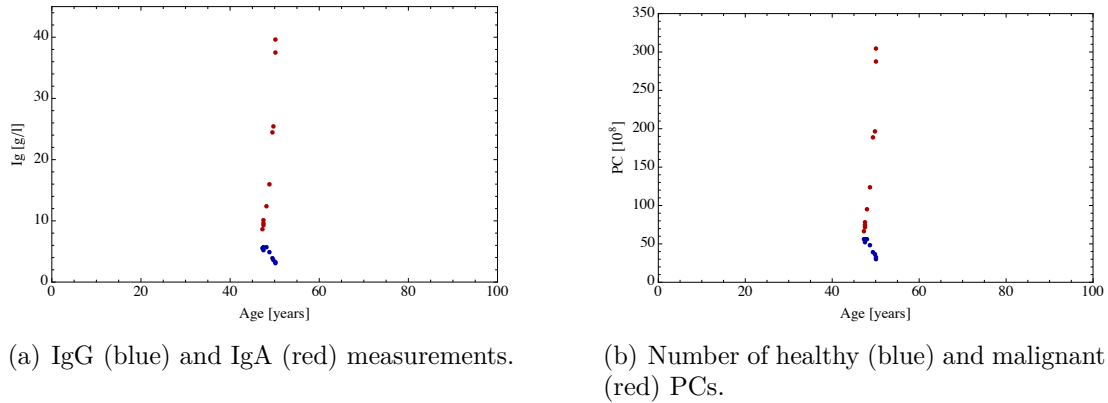 40
30
20
10
0
Ig [g/l]
0 20 40 60 80 100
Age [years]
(a) IgG (blue) and IgA (red) measurements.
350
300
250
200
150
100
50
0
PC [10⁸]
0 20 40 60 80 100
Age [years]
(b) Number of healthy (blue) and malignant
(red) PCs.